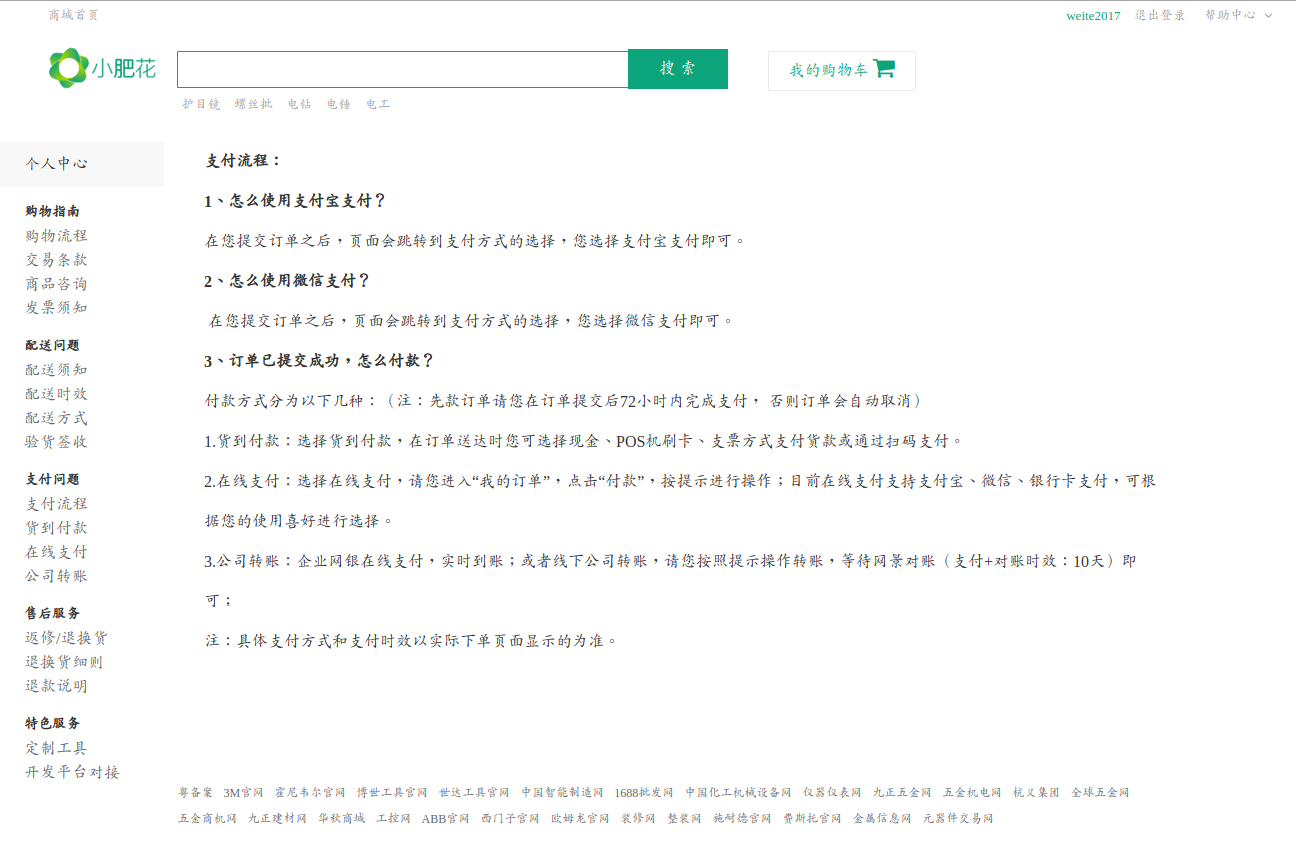 商城首页
weite2017 退出登录 帮助中心
小肥花
搜 索
我的购物车
护目镜 螺丝批 电钻 电锤 电工
个人中心
购物指南
购物流程
交易条款
商品咨询
发票须知
配送问题
配送须知
配送时效
配送方式
验货签收
支付问题
支付流程
货到付款
在线支付
公司转账
售后服务
返修/退换货
退换货细则
退款说明
特色服务
定制工具
开发平台对接
支付流程：
1、怎么使用支付宝支付？
在您提交订单之后，页面会跳转到支付方式的选择，您选择支付宝支付即可。
2、怎么使用微信支付？
在您提交订单之后，页面会跳转到支付方式的选择，您选择微信支付即可。
3、订单已提交成功，怎么付款？
付款方式分为以下几种：（注：先款订单请您在订单提交后72小时内完成支付， 否则订单会自动取消）
1.货到付款：选择货到付款，在订单送达时您可选择现金、POS机刷卡、支票方式支付货款或通过扫码支付。
2.在线支付：选择在线支付，请您进入“我的订单”，点击“付款”，按提示进行操作；目前在线支付支持支付宝、微信、银行卡支付，可根
据您的使用喜好进行选择。
3.公司转账：企业网银在线支付，实时到账；或者线下公司转账，请您按照提示操作转账，等待网景对账（支付+对账时效：10天）即
可；
注：具体支付方式和支付时效以实际下单页面显示的为准。
粤备案 3M官网 霍尼韦尔官网 博世工具官网 世达工具官网 中国智能制造网 1688批发网 中国化工机械设备网 仪器仪表网 九正五金网 五金机电网 杭义集团 全球五金网
五金商机网 九正建材网 华秋商城 工控网 ABB官网 西门子官网 欧姆龙官网 装修网 整装网 施耐德官网 费斯托官网 金属信息网 元器件交易网